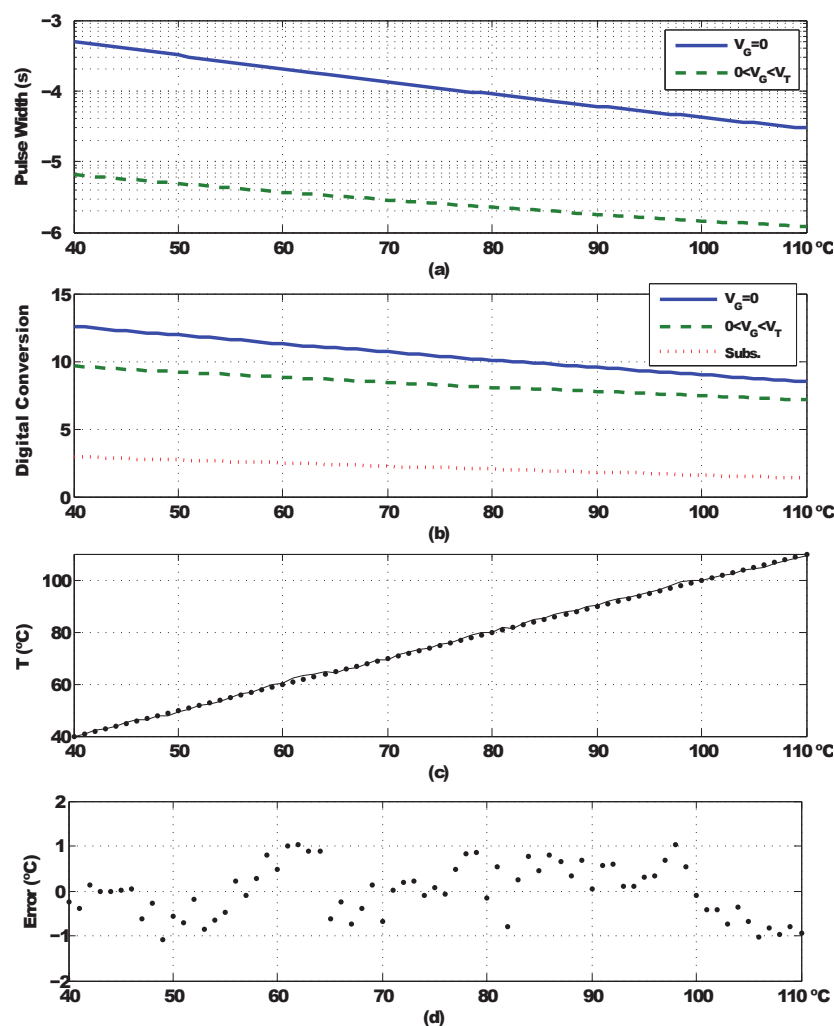 −3
−4
−5
−6
Pulse Width (s)
V_G=0
0<V_G<V_T
40 50 60 70 80 90 100 110 °C
(a)
15
10
5
0
Digital Conversion
V_G=0
0<V_G<V_T
Subs.
40 50 60 70 80 90 100 110 °C
(b)
100
80
60
40
T (°C)
40 50 60 70 80 90 100 110 °C
(c)
2
1
0
−1
−2
Error (°C)
40 50 60 70 80 90 100 110 °C
(d)